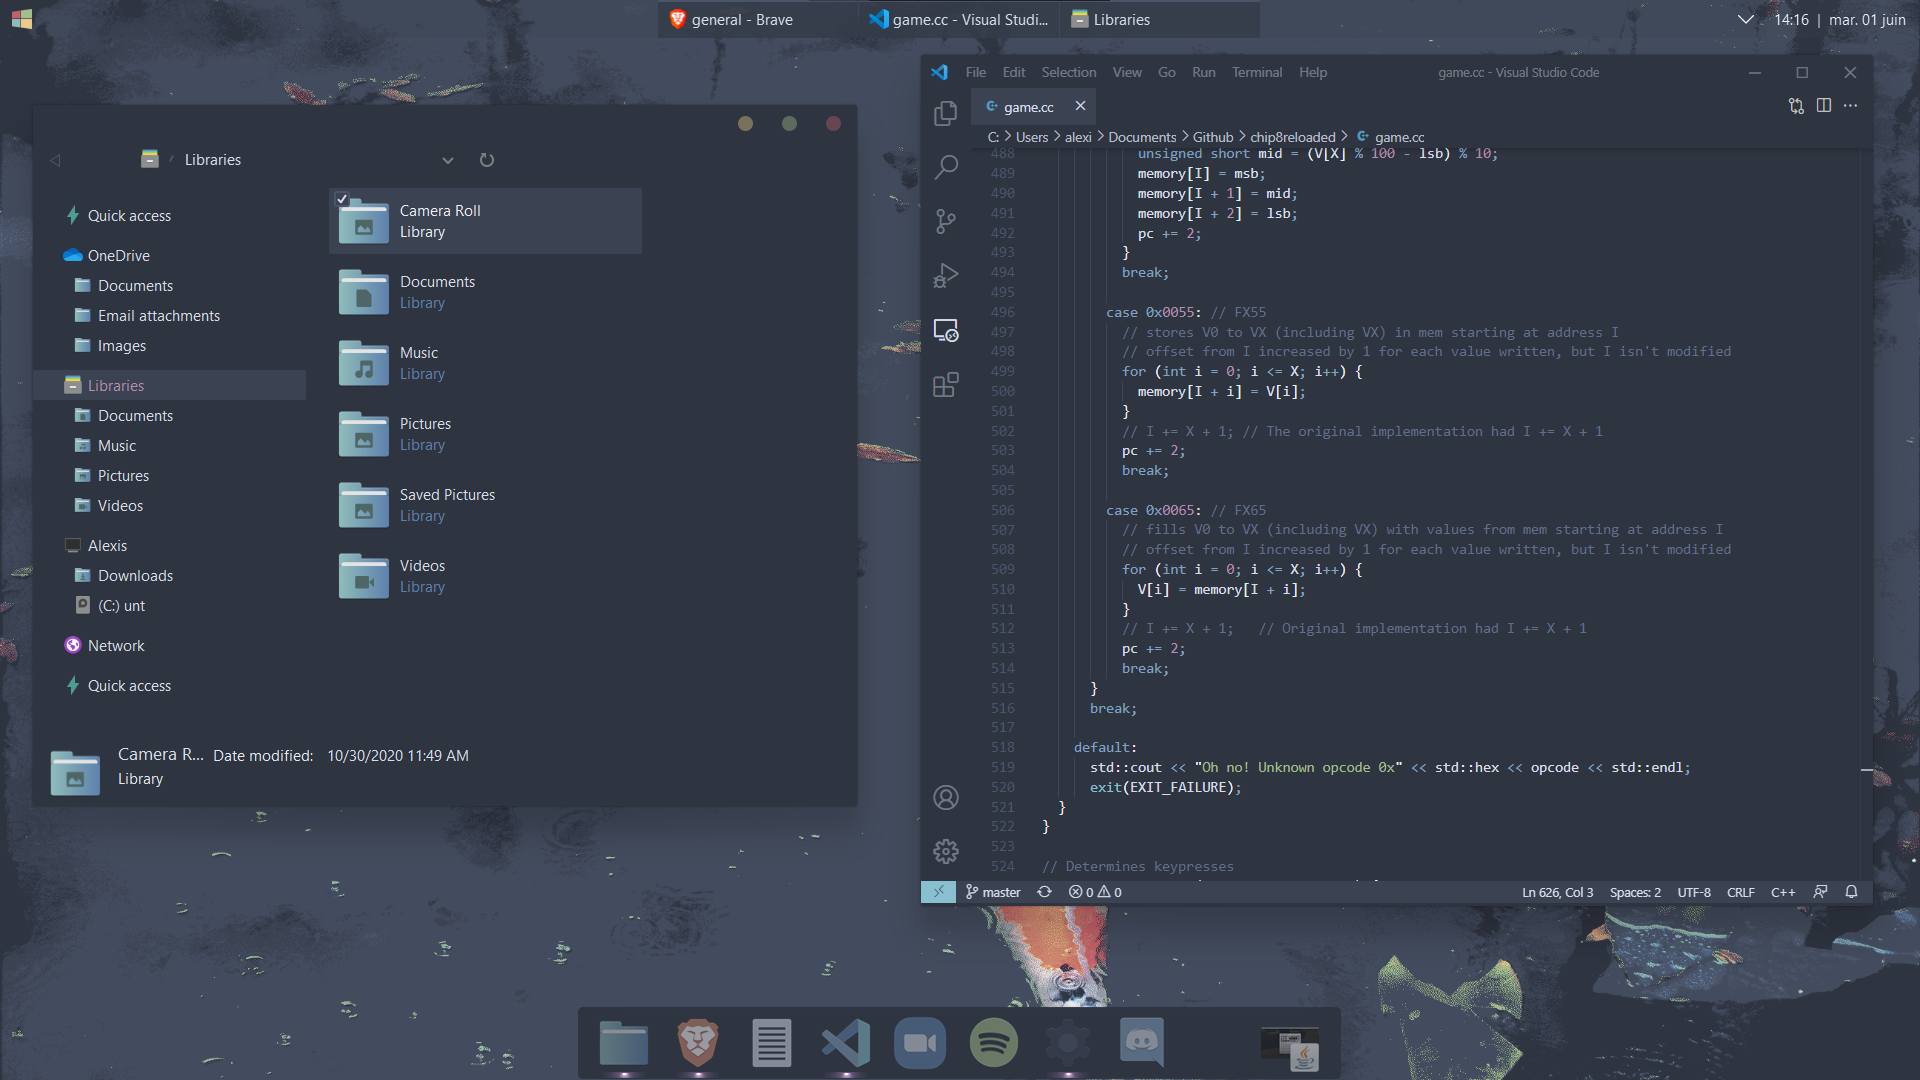 general - Brave
game.cc - Visual Studi...
Libraries
14:16 | mar. 01 juin
Libraries
Quick access
OneDrive
Documents
Email attachments
Images
Libraries
Documents
Music
Pictures
Videos
Alexis
Downloads
(C:) unt
Network
Quick access
Camera Roll
Library
Documents
Library
Music
Library
Pictures
Library
Saved Pictures
Library
Videos
Library
Camera R... Date modified: 10/30/2020 11:49 AM
Library
File Edit Selection View Go Run Terminal Help
game.cc - Visual Studio Code
game.cc
C: > Users > alexi > Documents > Github > chip8reloaded > game.cc
488 unsigned short mid = (V[X] % 100 - lsb) % 10;
489 memory[I] = msb;
490 memory[I + 1] = mid;
491 memory[I + 2] = lsb;
492 pc += 2;
493 }
494 break;
495
496 case 0x0055: // FX55
497 // stores V0 to VX (including VX) in mem starting at address I
498 // offset from I increased by 1 for each value written, but I isn't modified
499 for (int i = 0; i <= X; i++) {
500 memory[I + i] = V[i];
501 }
502 // I += X + 1; // The original implementation had I += X + 1
503 pc += 2;
504 break;
505
506 case 0x0065: // FX65
507 // fills V0 to VX (including VX) with values from mem starting at address I
508 // offset from I increased by 1 for each value written, but I isn't modified
509 for (int i = 0; i <= X; i++) {
510 V[i] = memory[I + i];
511 }
512 // I += X + 1; // Original implementation had I += X + 1
513 pc += 2;
514 break;
515 }
516 break;
517
518 default:
519 std::cout << "Oh no! Unknown opcode 0x" << std::hex << opcode << std::endl;
520 exit(EXIT_FAILURE);
521 }
522 }
523
524 // Determines keypresses
master 0 0
Ln 626, Col 3 Spaces: 2 UTF-8 CRLF C++